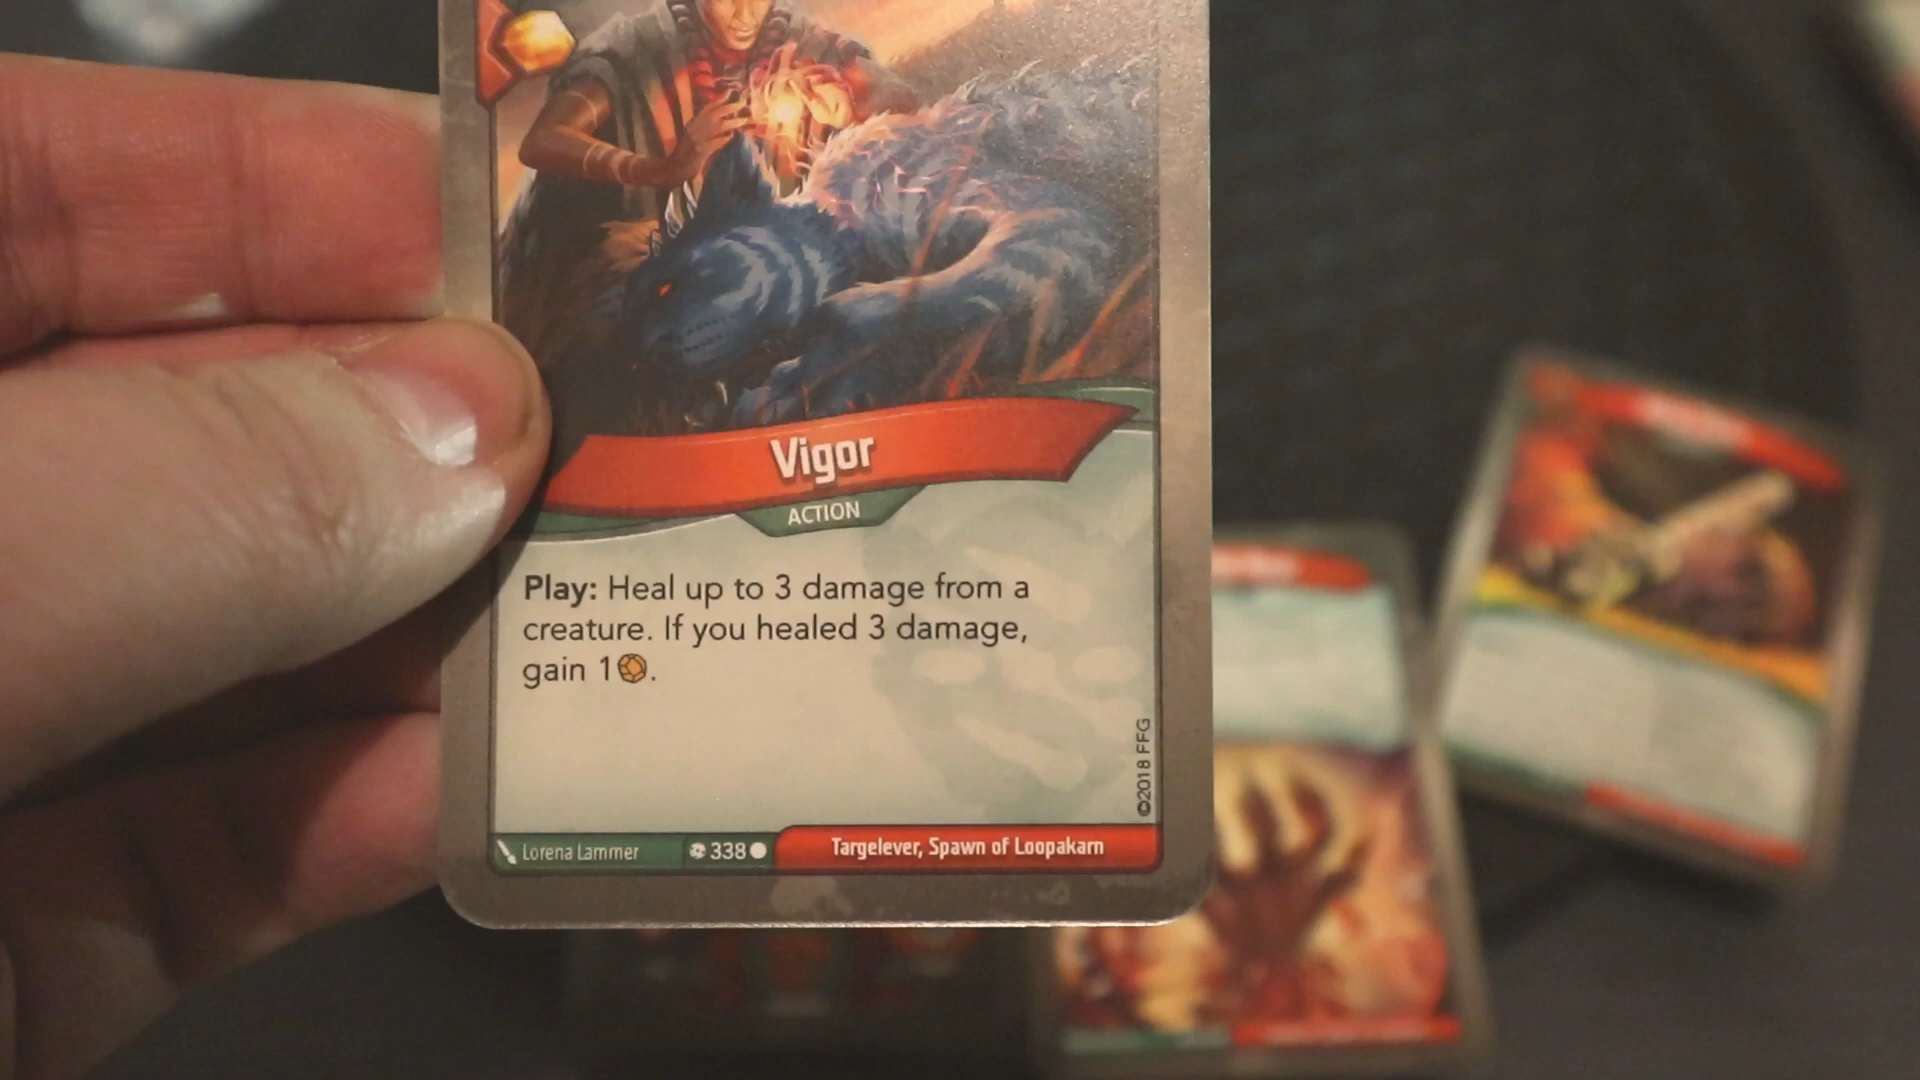 Vigor
ACTION
Play: Heal up to 3 damage from a
creature. If you healed 3 damage,
gain 1.
©2018 FFG
Lorena Lammer
338
Targelever, Spawn of Loopakarn